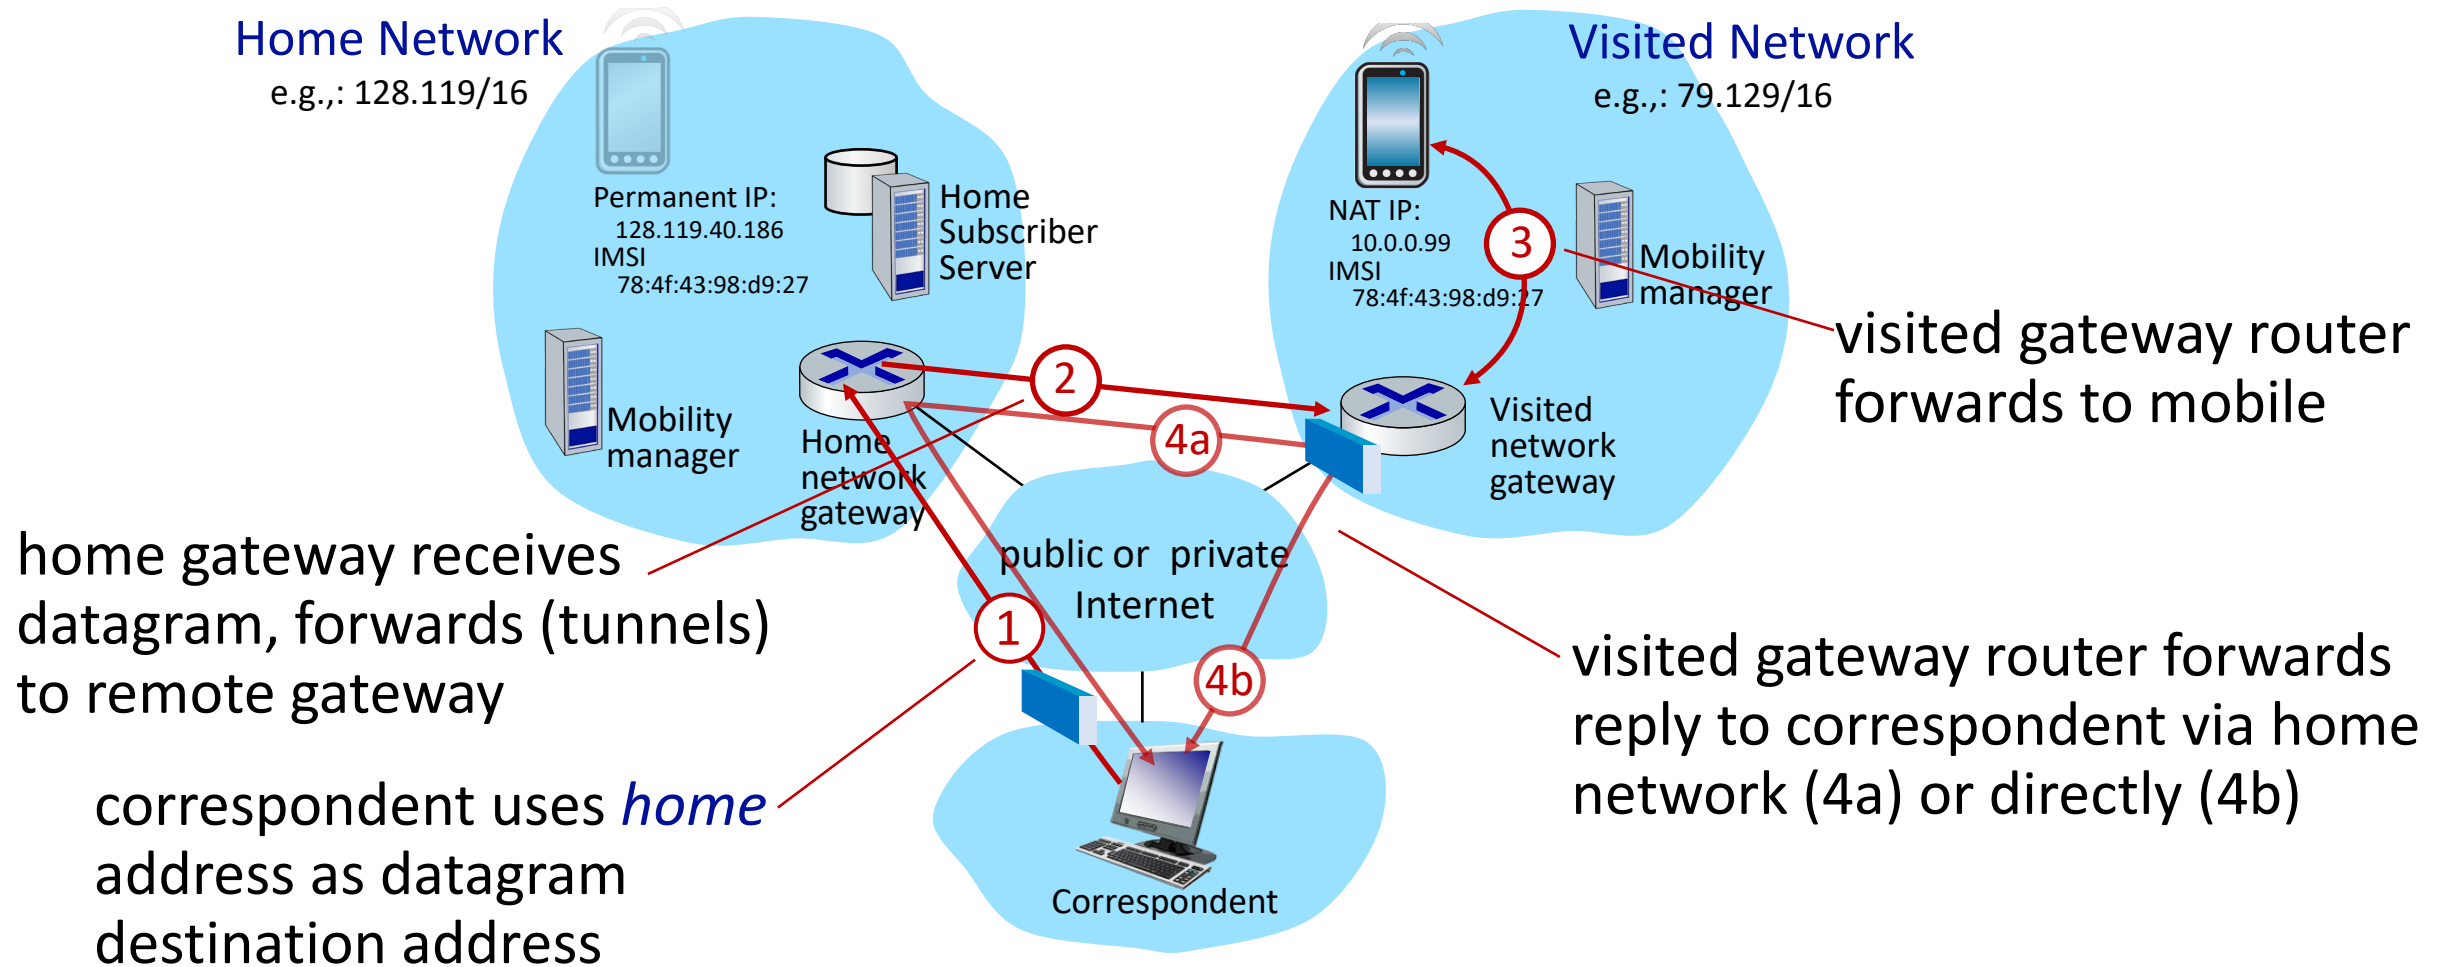 Home Network
e.g.,: 128.119/16
Visited Network
e.g.,: 79.129/16
Permanent IP:
128.119.40.186
IMSI
78:4f:43:98:d9:27
Home
Subscriber
Server
NAT IP:
10.0.0.99
IMSI
78:4f:43:98:d9:27
3
Mobility
manager
visited gateway router
forwards to mobile
Mobility
manager
Home
network
gateway
2
4a
Visited
network
gateway
home gateway receives
datagram, forwards (tunnels)
to remote gateway
public or private
Internet
1
4b
visited gateway router forwards
reply to correspondent via home
network (4a) or directly (4b)
correspondent uses home
address as datagram
destination address
Correspondent